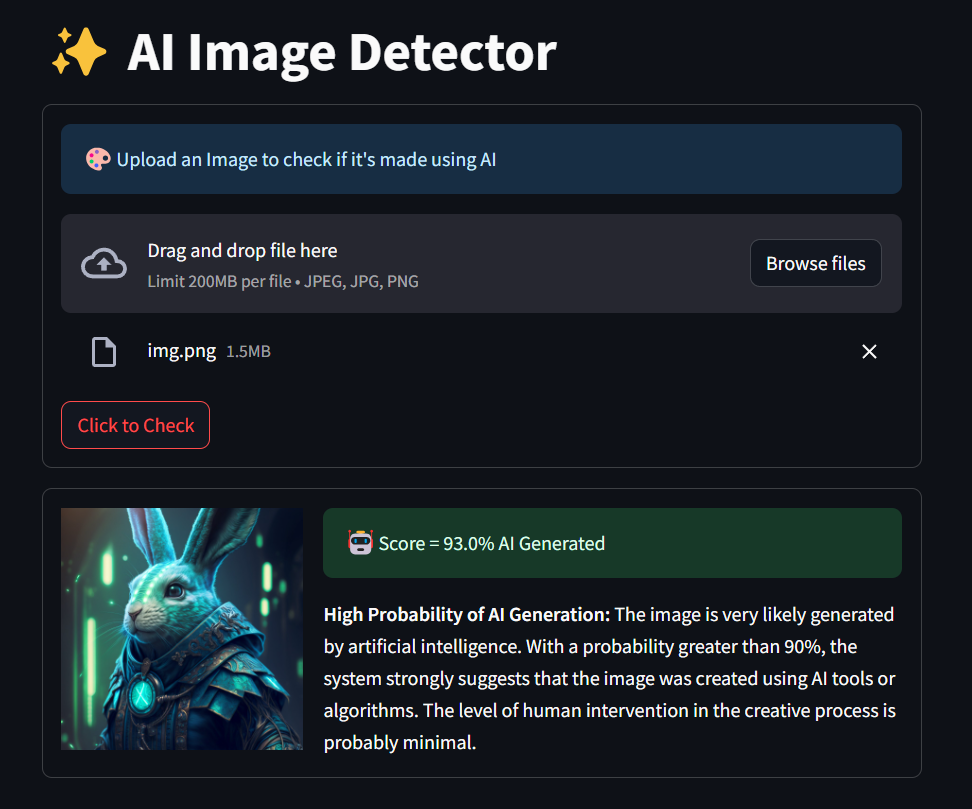 ✨ AI Image Detector
🎨 Upload an Image to check if it's made using AI
Drag and drop file here
Limit 200MB per file • JPEG, JPG, PNG
Browse files
img.png 1.5MB
Click to Check
🤖 Score = 93.0% AI Generated
High Probability of AI Generation: The image is very likely generated
by artificial intelligence. With a probability greater than 90%, the
system strongly suggests that the image was created using AI tools or
algorithms. The level of human intervention in the creative process is
probably minimal.